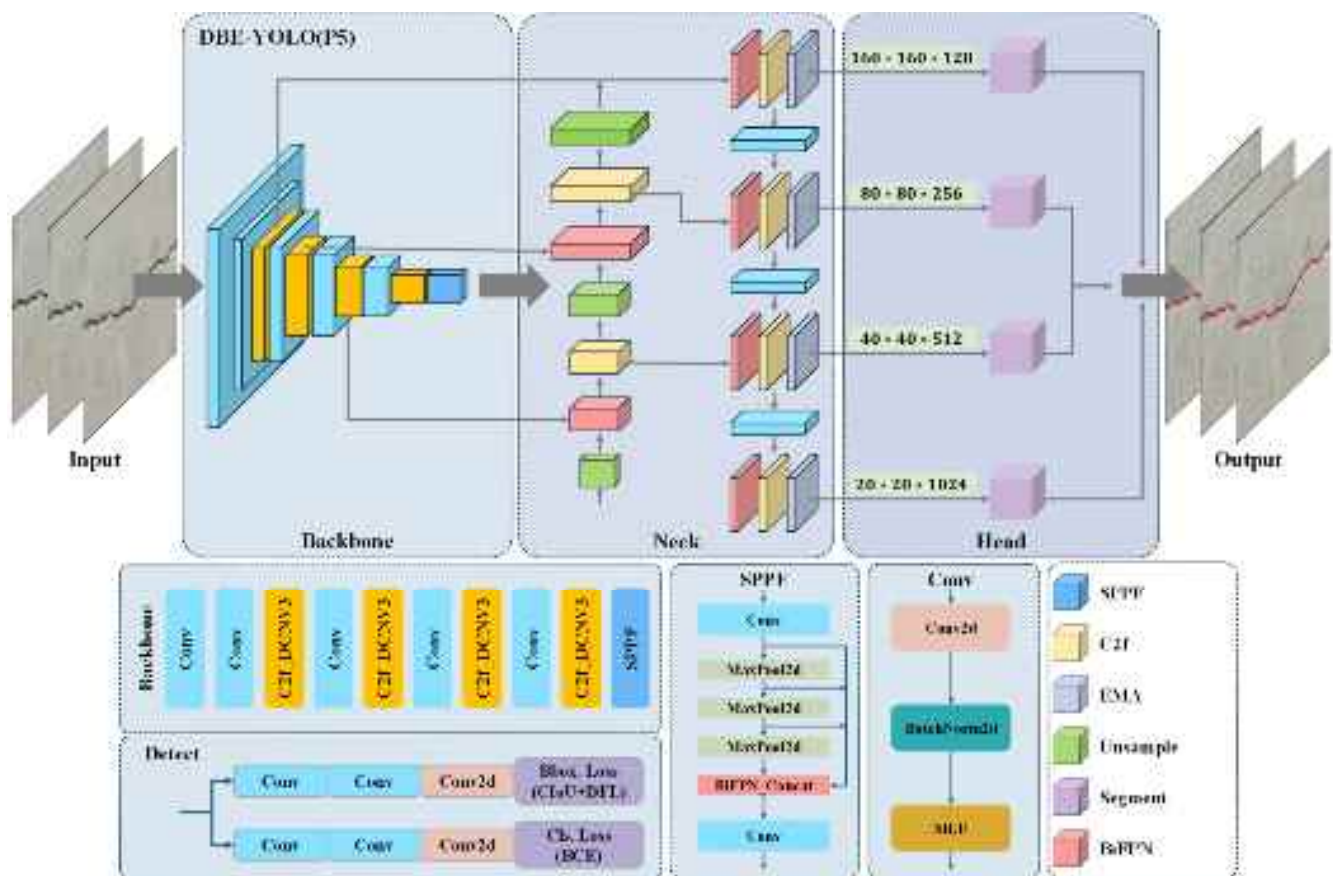 DBE-YOLO(P5)
160 * 160 * 128
80 * 80 * 256
40 * 40 * 512
20 * 20 * 1024
Input
Output
Backbone
Neck
Head
Backbone
Conv
Conv
C2f_DCNV3
Conv
C2f_DCNV3
Conv
C2f_DCNV3
Conv
C2f_DCNV3
SPPF
Detect
Conv
Conv
Conv2d
Bbox. Loss
(CIoU+DFL)
Conv
Conv
Conv2d
Cls. Loss
(BCE)
SPPF
Conv
MaxPool2d
MaxPool2d
MaxPool2d
BiFPN_Concat
Conv
Conv
Conv2d
BatchNorm2d
SPPF
C2f
EMA
Unsample
Segment
BiFPN